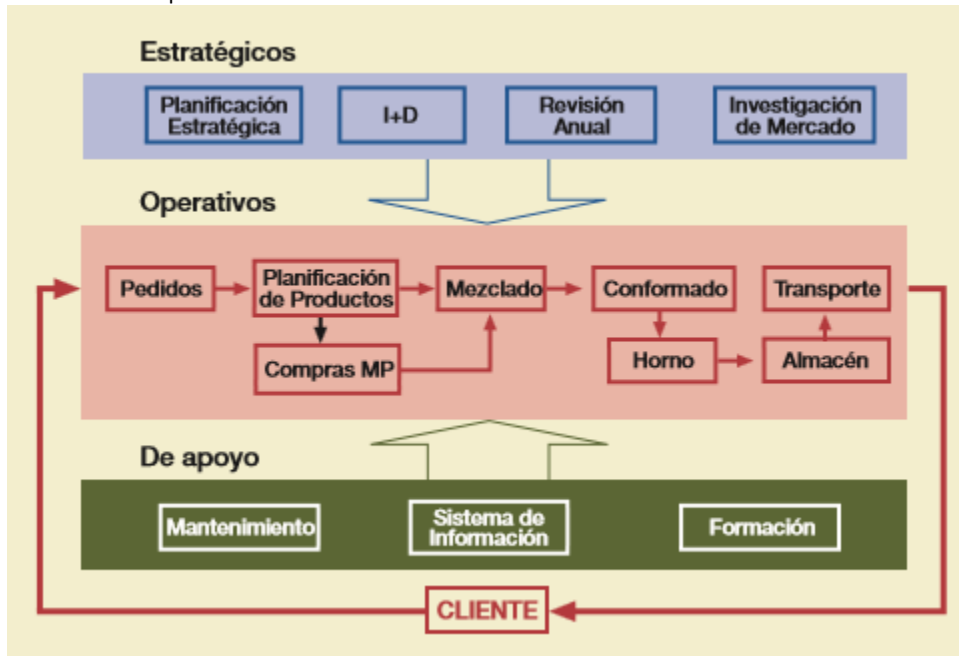 Estratégicos
Planificación
Estratégica
I+D
Revisión
Anual
Investigación
de Mercado
Operativos
Pedidos
Planificación
de Productos
Mezclado
Conformado
Transporte
Compras MP
Horno
Almacén
De apoyo
Mantenimiento
Sistema de
Información
Formación
CLIENTE